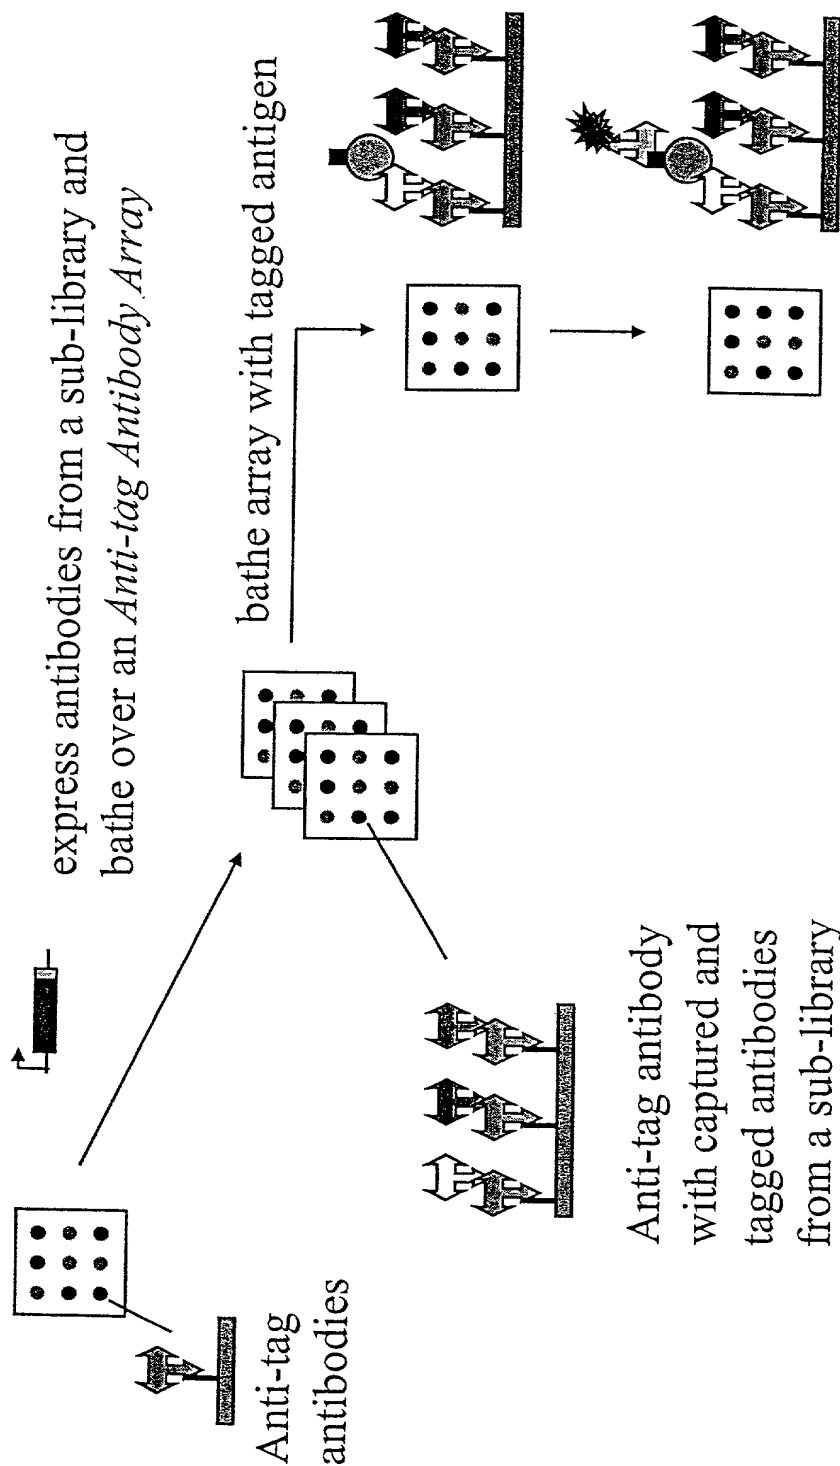 express antibodies from a sub-library and
bathe over an Anti-tag Antibody Array
Anti-tag
antibodies
bathe array with tagged antigen
Anti-tag antibody
with captured and
tagged antibodies
from a sub-library